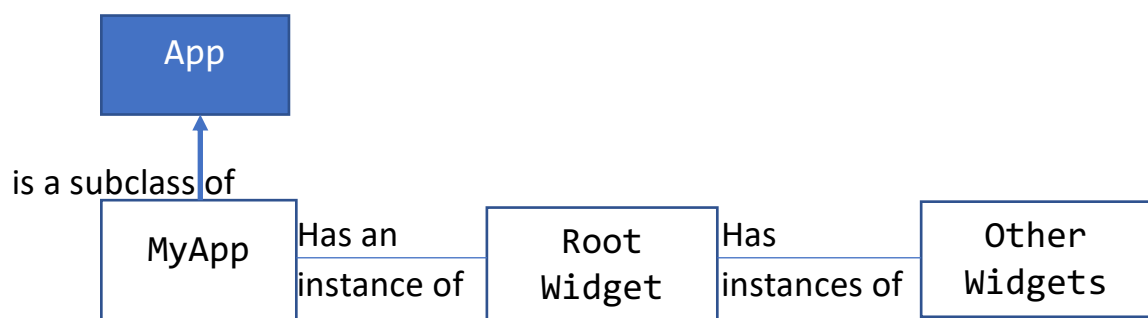 App
is a subclass of
MyApp
Has an
instance of
Root
Widget
Has
instances of
Other
Widgets